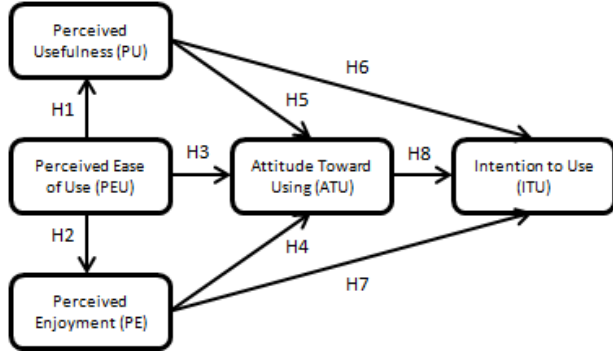 Perceived
Usefulness (PU)
H6
H5
H1
Perceived Ease
of Use (PEU)
H3
Attitude Toward
Using (ATU)
H8
Intention to Use
(ITU)
H2
H4
H7
Perceived
Enjoyment (PE)